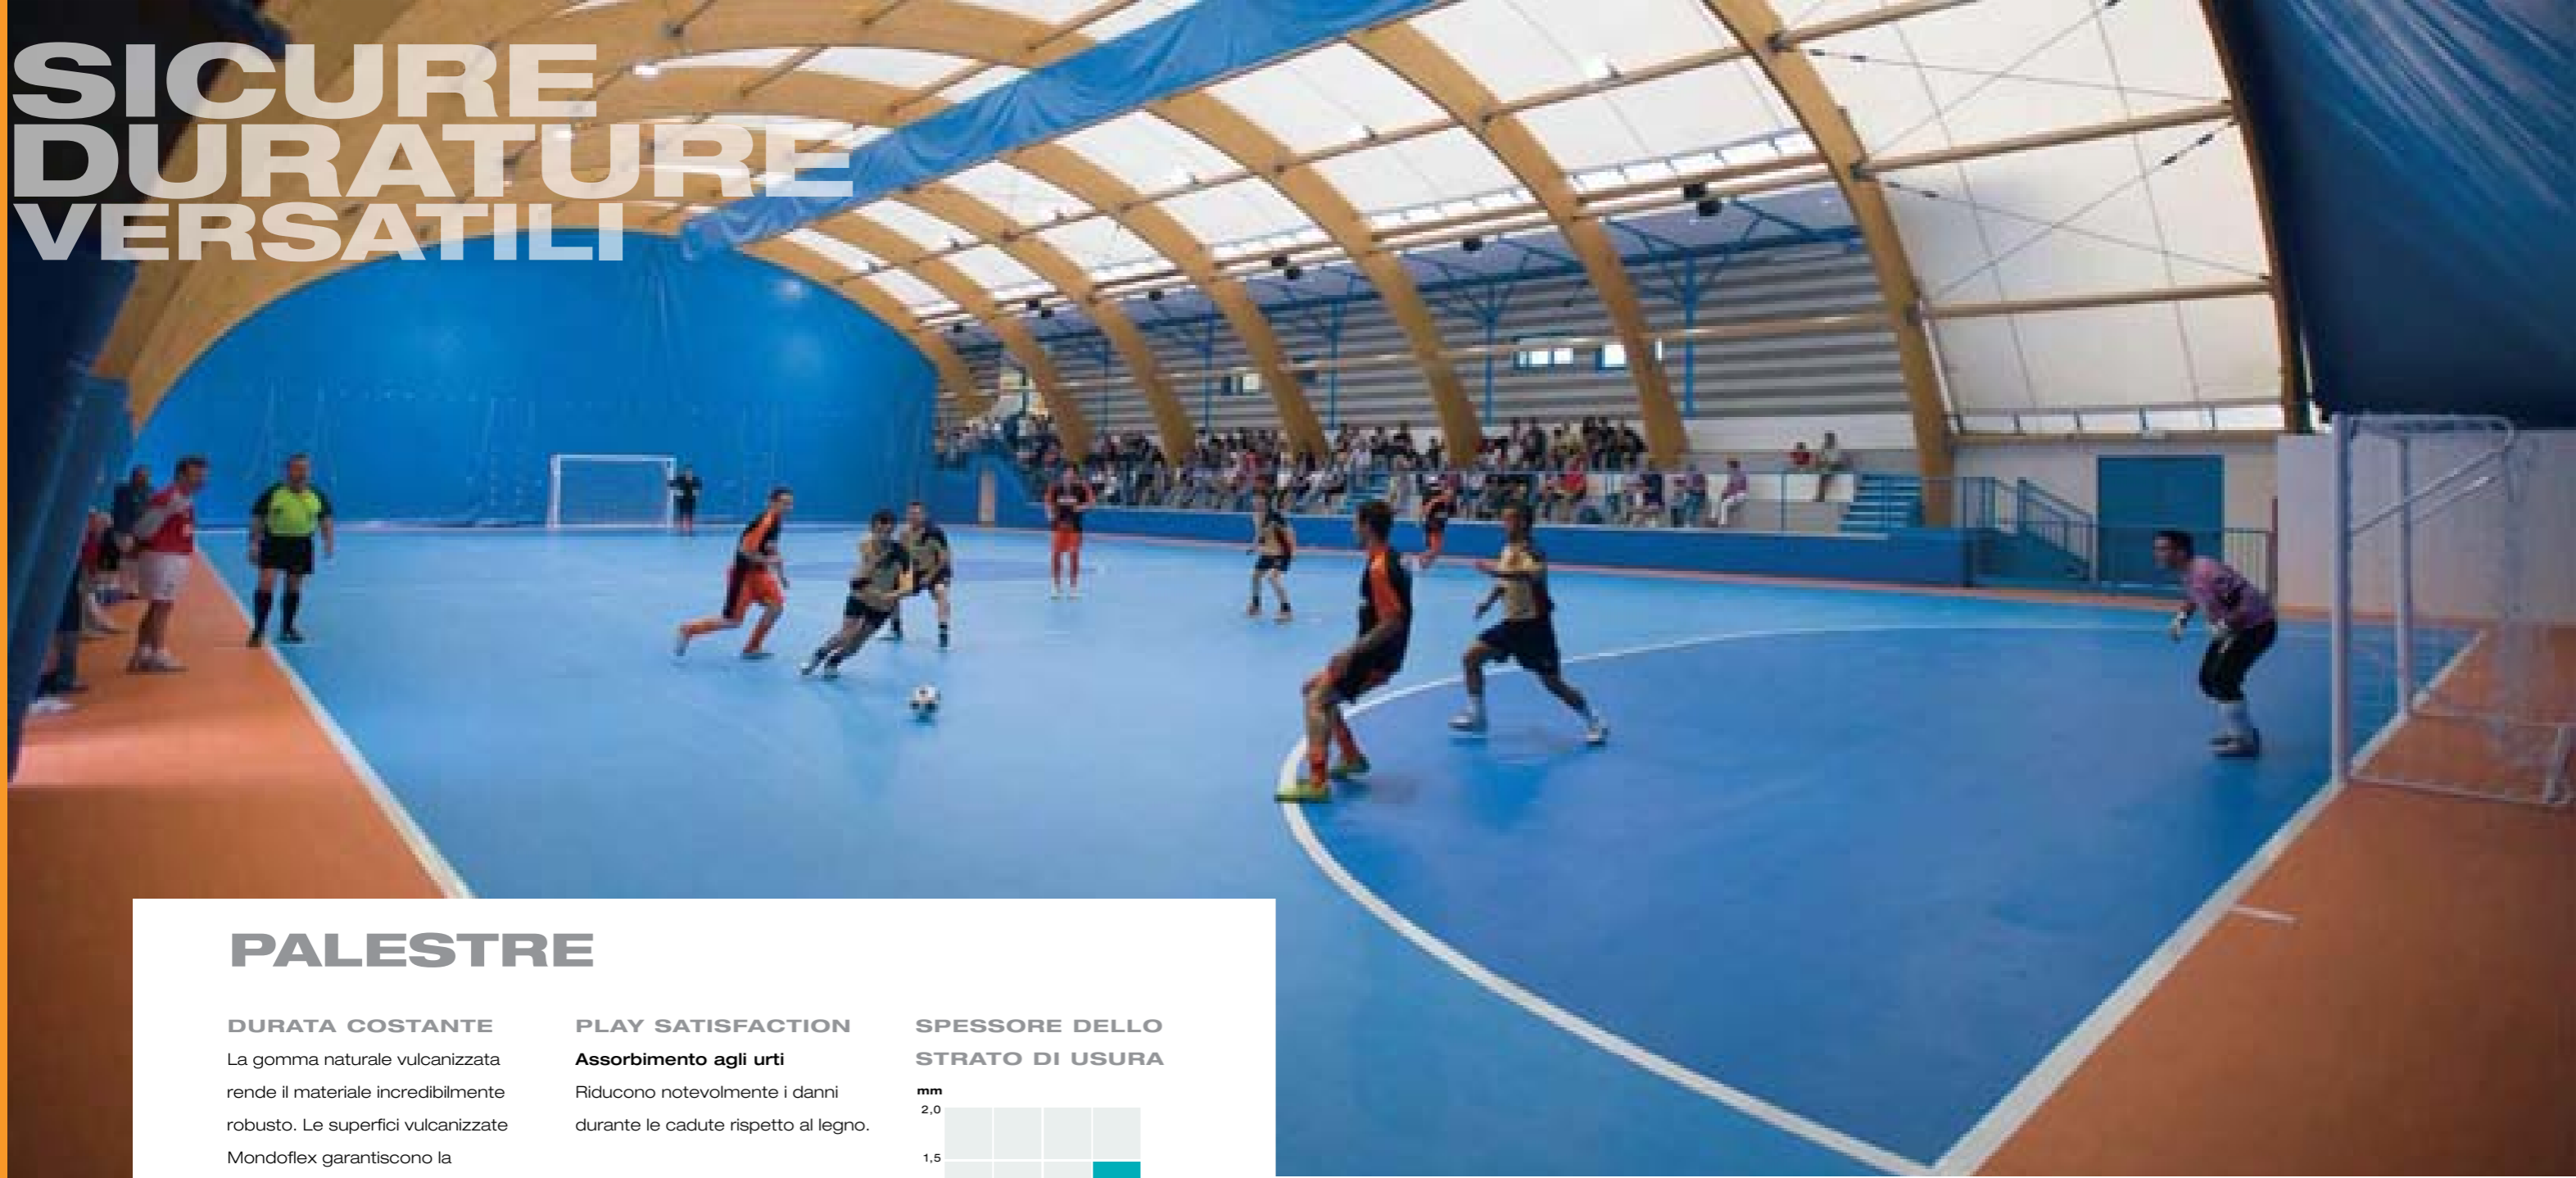 SICURE
DURATURE
VERSATILI
PALESTRE
DURATA COSTANTE
La gomma naturale vulcanizzata
rende il materiale incredibilmente
robusto. Le superfici vulcanizzate
Mondoflex garantiscono la
PLAY SATISFACTION
Assorbimento agli urti
Riducono notevolmente i danni
durante le cadute rispetto al legno.
SPESSORE DELLO
STRATO DI USURA
mm
2,0
1,5